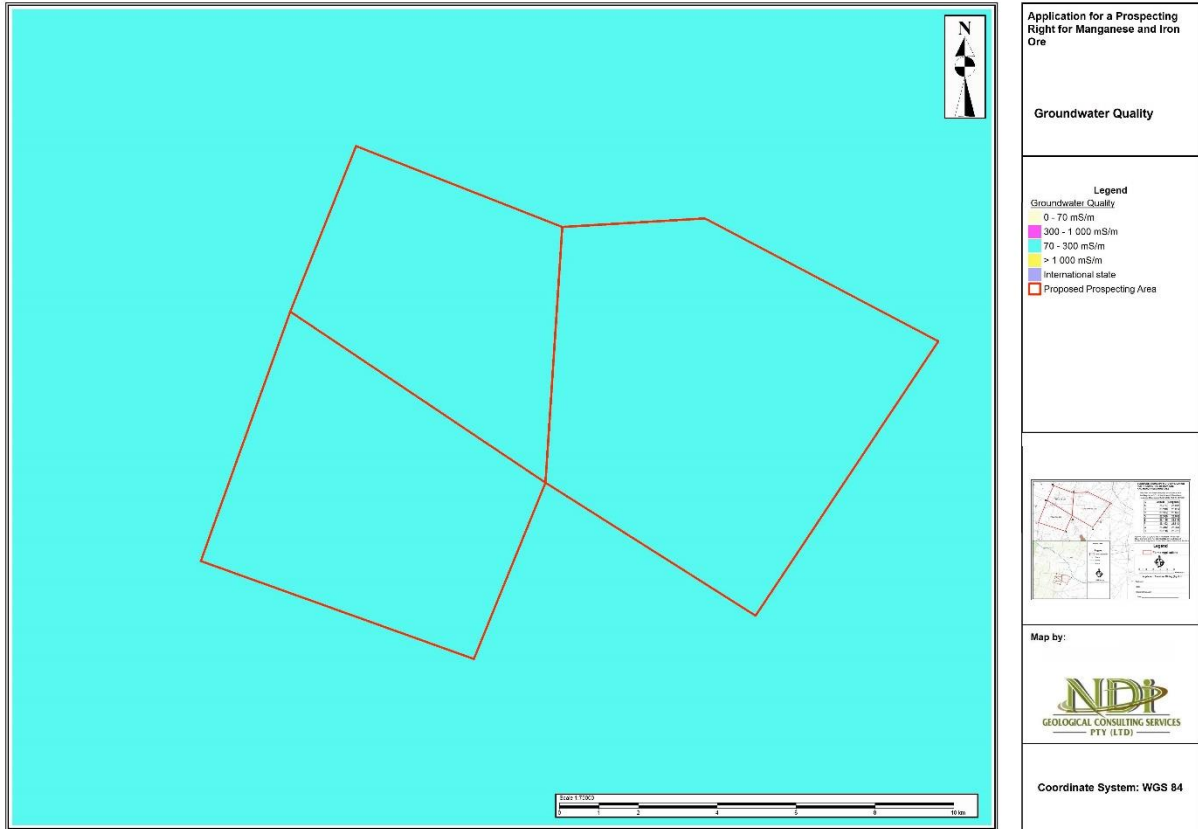 N
Application for a Prospecting
Right for Manganese and Iron
Ore
Groundwater Quality
Legend
Groundwater Quality
0 - 70 mS/m
300 - 1 000 mS/m
70 - 300 mS/m
> 1 000 mS/m
International state
Proposed Prospecting Area
Legend
Map by:
NDi
GEOLOGICAL CONSULTING SERVICES
PTY (LTD)
Coordinate System: WGS 84
0 1 2 4 6 8 10 km